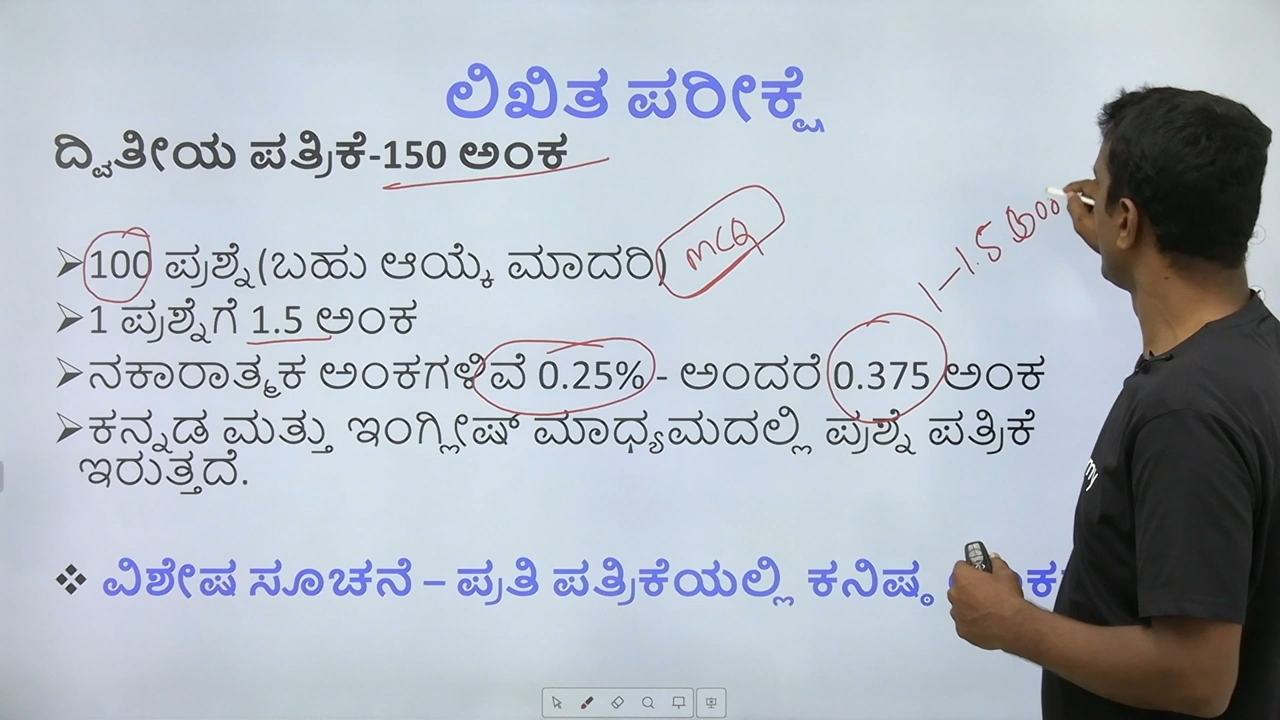 ಲಿಖಿತ ಪರೀಕ್ಷೆ
ದ್ವಿತೀಯ ಪತ್ರಿಕೆ-150 ಅಂಕ
➢100 ಪ್ರಶ್ನೆ(ಬಹು ಆಯ್ಕೆ ಮಾದರಿ) MCQ
➢1 ಪ್ರಶ್ನೆಗೆ 1.5 ಅಂಕ
1-1.5
➢ನಕಾರಾತ್ಮಕ ಅಂಕಗಳಿವೆ 0.25% - ಅಂದರೆ 0.375 ಅಂಕ
➢ಕನ್ನಡ ಮತ್ತು ಇಂಗ್ಲೀಷ್ ಮಾಧ್ಯಮದಲ್ಲಿ ಪ್ರಶ್ನೆ ಪತ್ರಿಕೆ
ಇರುತ್ತದೆ.
❖ ವಿಶೇಷ ಸೂಚನೆ – ಪ್ರತಿ ಪತ್ರಿಕೆಯಲ್ಲಿ ಕನಿಷ್ಠ
my